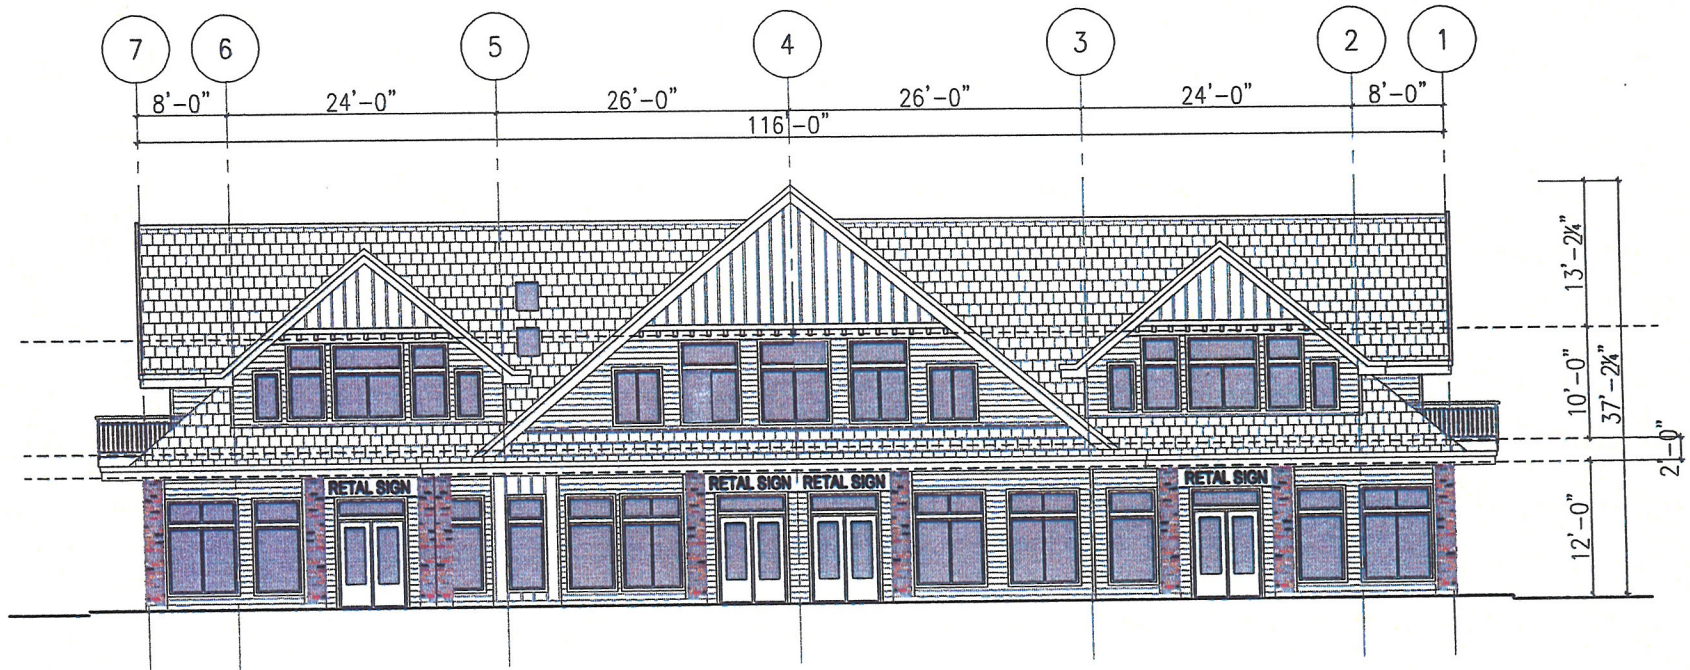 7 6 5 4 3 2 1
8'-0" 24'-0" 26'-0" 26'-0" 24'-0" 8'-0"
116'-0"
13'-2¼"
10'-0"
37'-2¼"
2'-0"
12'-0"
RETAL SIGN RETAL SIGN RETAL SIGN RETAL SIGN